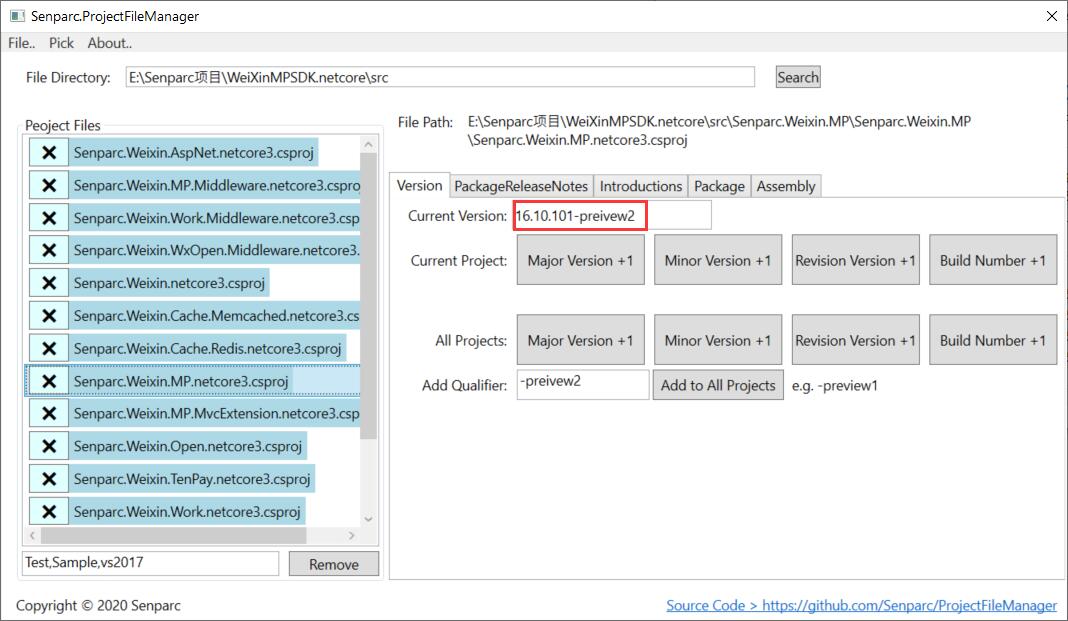 Senparc.ProjectFileManager
File.. Pick About..
File Directory: E:\Senparc项目\WeiXinMPSDK.netcore\src Search
Peoject Files
Senparc.Weixin.AspNet.netcore3.csproj
Senparc.Weixin.MP.Middleware.netcore3.cspro
Senparc.Weixin.Work.Middleware.netcore3.csp
Senparc.Weixin.WxOpen.Middleware.netcore3.
Senparc.Weixin.netcore3.csproj
Senparc.Weixin.Cache.Memcached.netcore3.cs
Senparc.Weixin.Cache.Redis.netcore3.csproj
Senparc.Weixin.MP.netcore3.csproj
Senparc.Weixin.MP.MvcExtension.netcore3.csp
Senparc.Weixin.Open.netcore3.csproj
Senparc.Weixin.TenPay.netcore3.csproj
Senparc.Weixin.Work.netcore3.csproj
Test,Sample,vs2017 Remove
File Path: E:\Senparc项目\WeiXinMPSDK.netcore\src\Senparc.Weixin.MP\Senparc.Weixin.MP
\Senparc.Weixin.MP.netcore3.csproj
Version PackageReleaseNotes Introductions Package Assembly
Current Version: 16.10.101-preivew2
Current Project: Major Version +1 Minor Version +1 Revision Version +1 Build Number +1
All Projects: Major Version +1 Minor Version +1 Revision Version +1 Build Number +1
Add Qualifier: -preivew2 Add to All Projects e.g. -preview1
Copyright © 2020 Senparc
Source Code > https://github.com/Senparc/ProjectFileManager